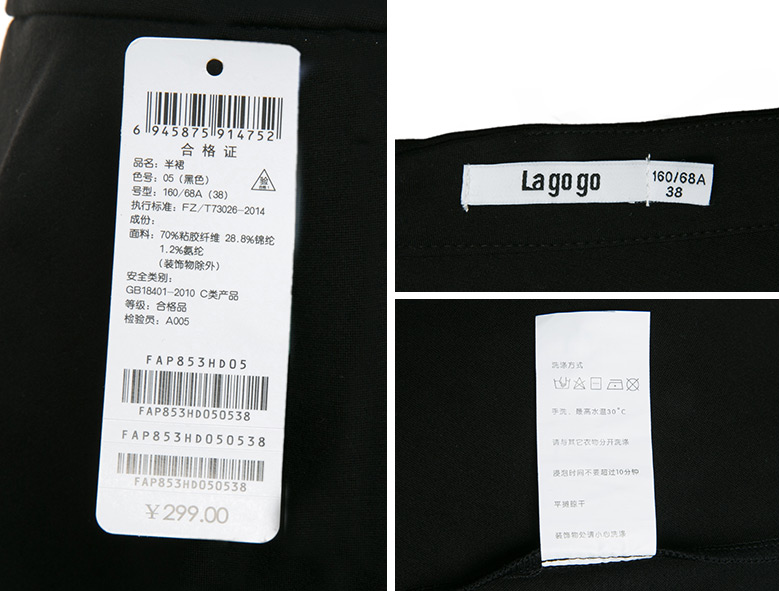 6 945875 914752
合格证
品名：半裙
色号：05（黑色）
号型：160/68A（38）
执行标准：FZ/T73026-2014
成份：
面料：70%粘胶纤维 28.8%锦纶
1.2%氨纶
（装饰物除外）
安全类别：
GB18401-2010 C类产品
等级：合格品
检验员：A005
FAP853HD05
FAP853HD050538
FAP853HD050538
FAP853HD050538
￥299.00
Lagogo
160/68A
38
洗涤方式
手洗，最高水温30°C
请与其它衣物分开洗涤
浸泡时间不要超过10分钟
平摊晾干
装饰物处请小心洗涤